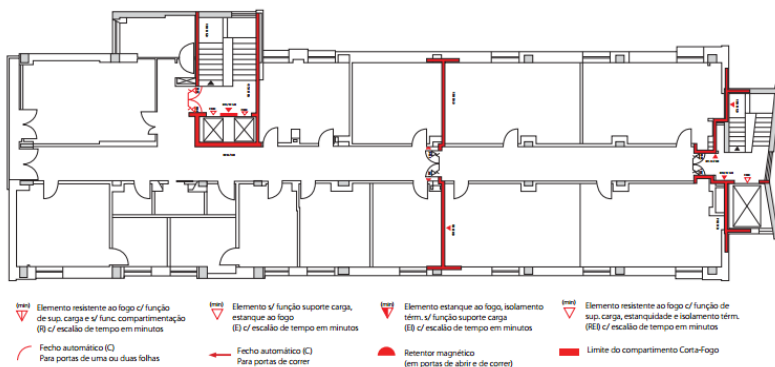 (min)
Elemento resistente ao fogo c/ função
de sup. carga e s/ func. compartimentação
(R) c/ escalão de tempo em minutos
(min)
Elemento s/ função suporte carga,
estanque ao fogo
(E) c/ escalão de tempo em minutos
(min)
Elemento estanque ao fogo, isolamento
térm. s/ função suporte carga
(EI) c/ escalão de tempo em minutos
(min)
Elemento resistente ao fogo c/ função de
sup. carga, estanquidade e isolamento térm.
(REI) c/ escalão de tempo em minutos
Fecho automático (C)
Para portas de uma ou duas folhas
Fecho automático (C)
Para portas de correr
Retentor magnético
(em portas de abrir e de correr)
Limite do compartimento Corta-Fogo